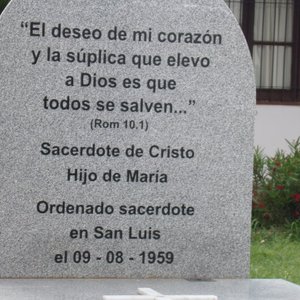 “El deseo de mi corazón
y la súplica que elevo
a Dios es que
todos se salven...”
(Rom 10.1)
Sacerdote de Cristo
Hijo de María
Ordenado sacerdote
en San Luis
el 09 - 08 - 1959